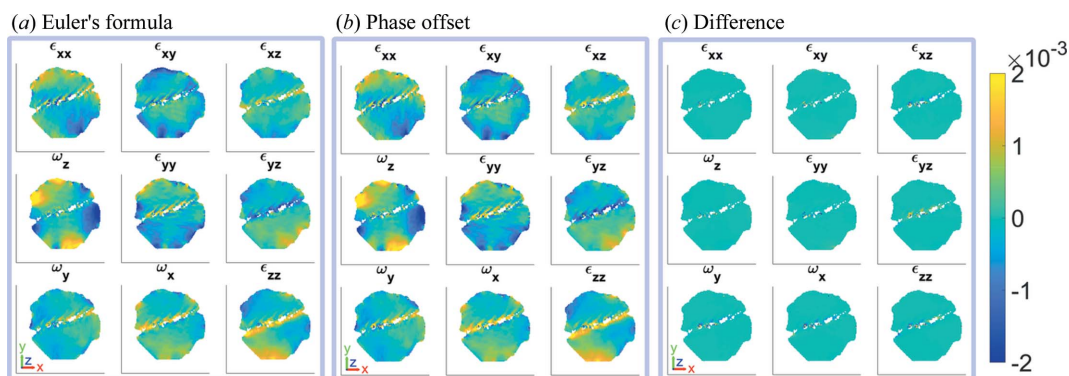 (a) Euler's formula
ϵxx ϵxy ϵxz
ωz ϵyy ϵyz
ωy ωx ϵzz
y
z x
(b) Phase offset
ϵxx ϵxy ϵxz
ωz ϵyy ϵyz
ωy ωx ϵzz
y
z x
(c) Difference
ϵxx ϵxy ϵxz
ωz ϵyy ϵyz
ωy ωx ϵzz
y
z x
×10⁻³
2
1
0
-1
-2